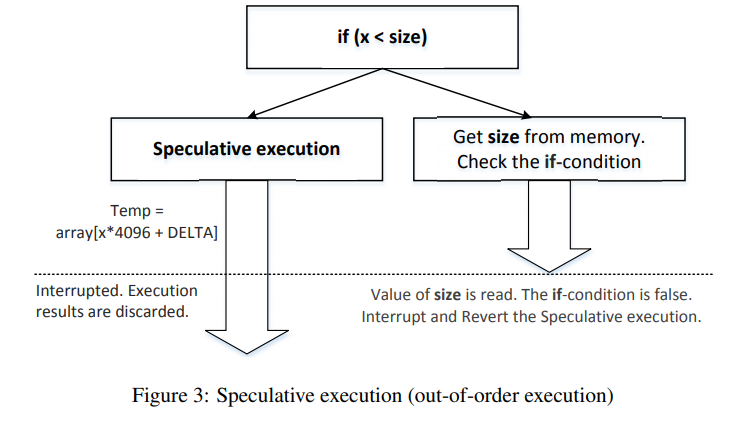 if (x < size)
Speculative execution
Get size from memory.
Check the if-condition
Temp =
array[x*4096 + DELTA]
Interrupted. Execution
results are discarded.
Value of size is read. The if-condition is false.
Interrupt and Revert the Speculative execution.
Figure 3: Speculative execution (out-of-order execution)